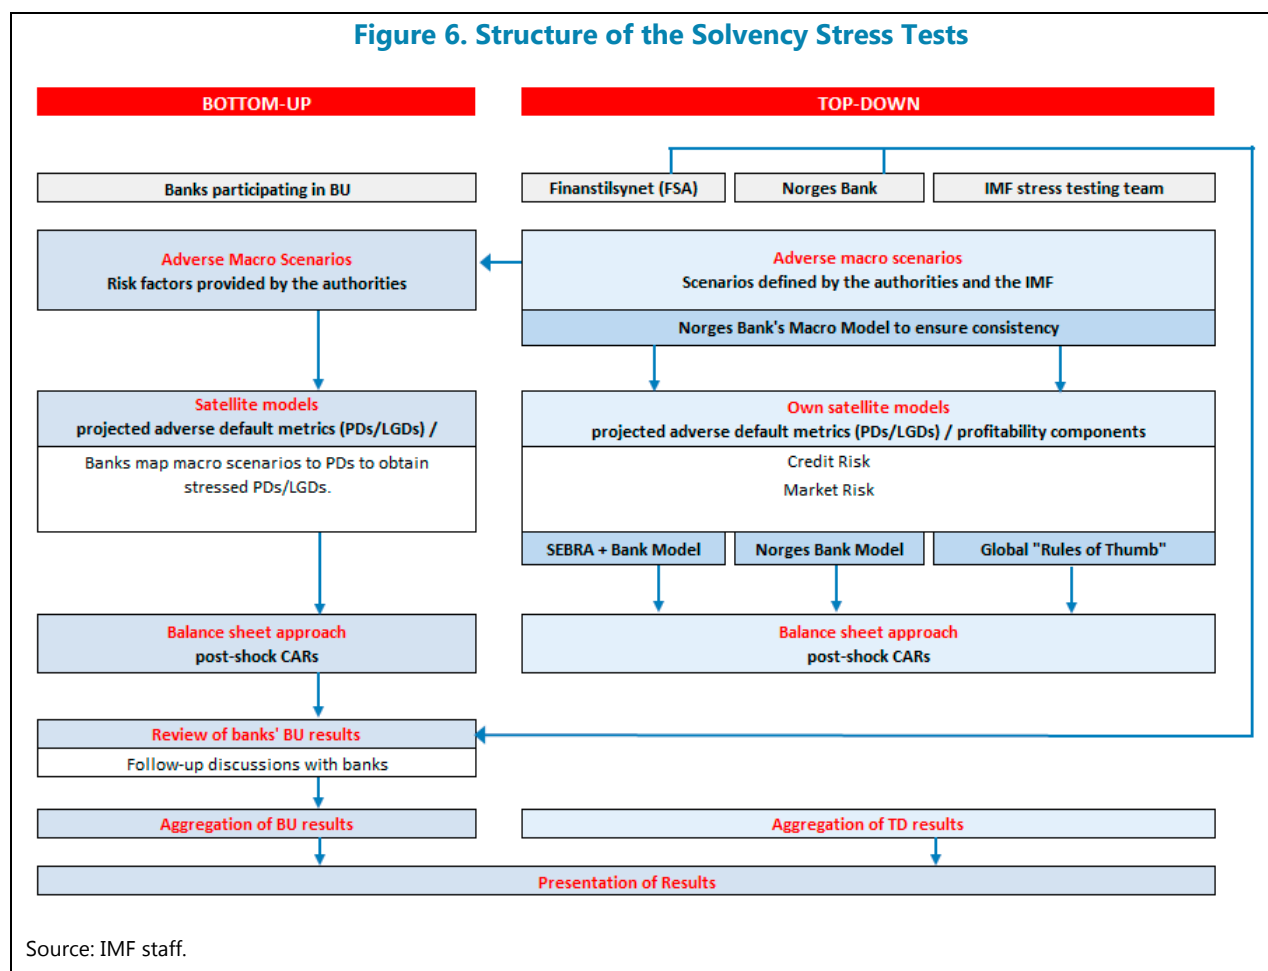 Figure 6. Structure of the Solvency Stress Tests
BOTTOM-UP
TOP-DOWN
Banks participating in BU
Finanstilsynet (FSA)
Norges Bank
IMF stress testing team
Adverse Macro Scenarios
Risk factors provided by the authorities
Adverse macro scenarios
Scenarios defined by the authorities and the IMF
Norges Bank's Macro Model to ensure consistency
Satellite models
projected adverse default metrics (PDs/LGDs) /
Banks map macro scenarios to PDs to obtain
stressed PDs/LGDs.
Own satellite models
projected adverse default metrics (PDs/LGDs) / profitability components
Credit Risk
Market Risk
SEBRA + Bank Model
Norges Bank Model
Global "Rules of Thumb"
Balance sheet approach
post-shock CARs
Balance sheet approach
post-shock CARs
Review of banks' BU results
Follow-up discussions with banks
Aggregation of BU results
Aggregation of TD results
Presentation of Results
Source: IMF staff.